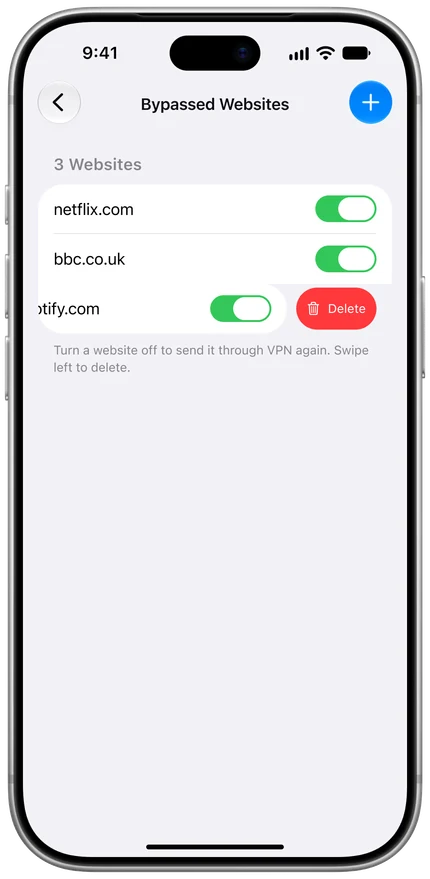 9:41
Bypassed Websites
3 Websites
netflix.com
bbc.co.uk
otify.com
Delete
Turn a website off to send it through VPN again. Swipe
left to delete.